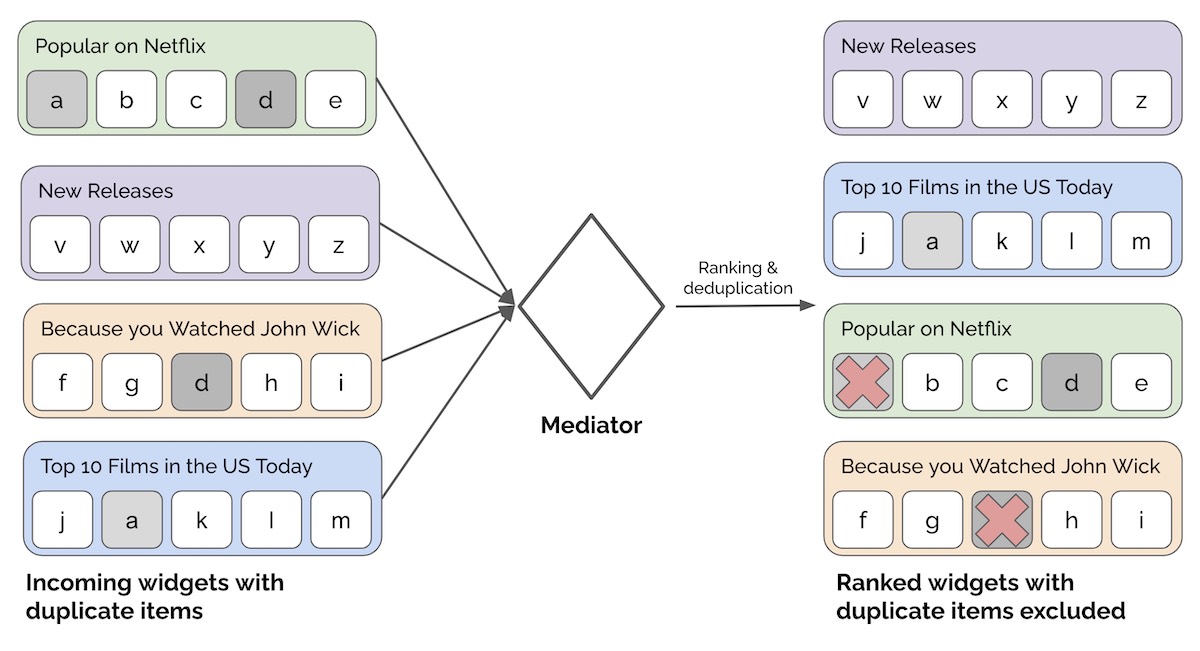 Popular on Netflix
a b c d e
New Releases
v w x y z
Because you Watched John Wick
f g d h i
Top 10 Films in the US Today
j a k l m
Incoming widgets with
duplicate items
Mediator
Ranking &
deduplication
New Releases
v w x y z
Top 10 Films in the US Today
j a k l m
Popular on Netflix
b c d e
Because you Watched John Wick
f g h i
Ranked widgets with
duplicate items excluded